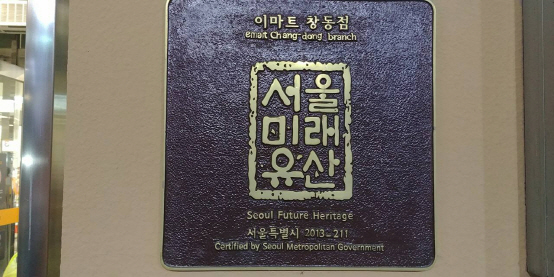 이마트 창동점
emart Chang-dong branch
서울
미래
유산
Seoul Future Heritage
서울특별시 2013-211
Certified by Seoul Metropolitan Government